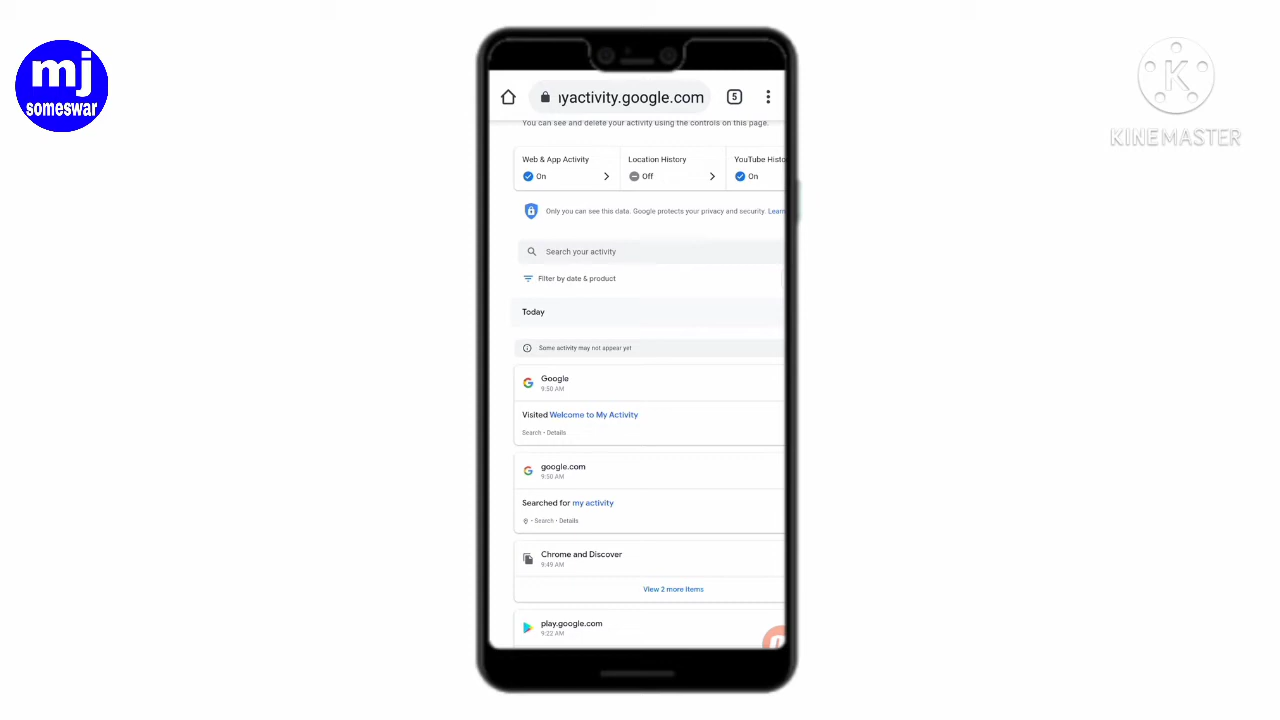 mj
someswar
K
KINEMASTER
yactivity.google.com
5
You can see and delete your activity using the controls on this page.
Web & App Activity
On
Location History
Off
YouTube Histo
On
Only you can see this data. Google protects your privacy and security. Learn
Search your activity
Filter by date & product
Today
Some activity may not appear yet
Google
9:50 AM
Visited Welcome to My Activity
Search • Details
google.com
9:50 AM
Searched for my activity
• Search • Details
Chrome and Discover
9:49 AM
View 2 more items
play.google.com
9:22 AM